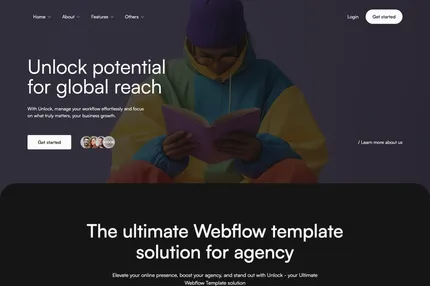 Home
About
Features
Others
Login
Get started
Unlock potential
for global reach
With Unlock, manage your workflow effortlessly and focus
on what truly matters, your business growth.
Get started
/ Learn more about us
The ultimate Webflow template
solution for agency
Elevate your online presence, boost your agency, and stand out with Unlock - your Ultimate
Webflow Template solution